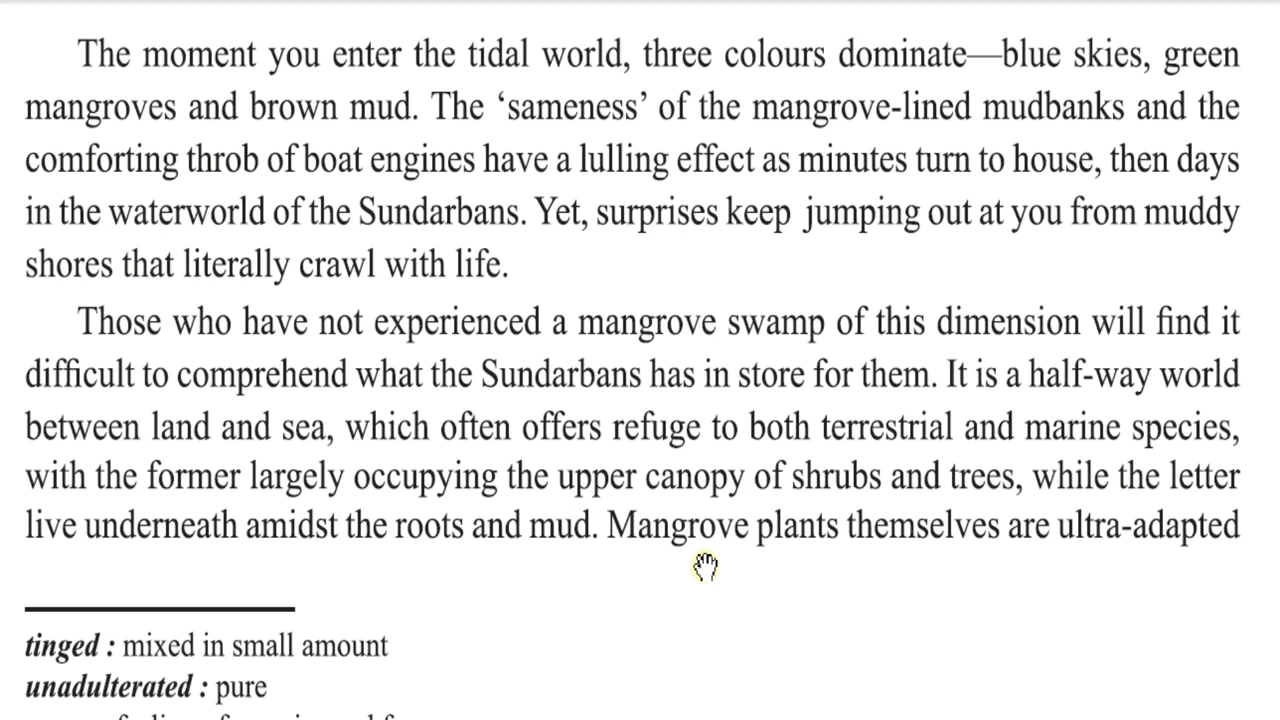 The moment you enter the tidal world, three colours dominate—blue skies, green
mangroves and brown mud. The ‘sameness’ of the mangrove-lined mudbanks and the
comforting throb of boat engines have a lulling effect as minutes turn to house, then days
in the waterworld of the Sundarbans. Yet, surprises keep jumping out at you from muddy
shores that literally crawl with life.
Those who have not experienced a mangrove swamp of this dimension will find it
difficult to comprehend what the Sundarbans has in store for them. It is a half-way world
between land and sea, which often offers refuge to both terrestrial and marine species,
with the former largely occupying the upper canopy of shrubs and trees, while the letter
live underneath amidst the roots and mud. Mangrove plants themselves are ultra-adapted
tinged : mixed in small amount
unadulterated : pure